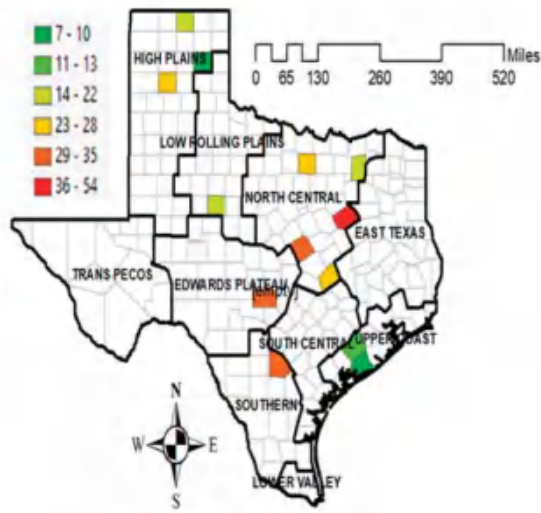 7 - 10
11 - 13
14 - 22
23 - 28
29 - 35
36 - 54
Miles
0 65 130 260 390 520
HIGH PLAINS
LOW ROLLING PLAINS
NORTH CENTRAL
EAST TEXAS
TRANS PECOS
EDWARDS PLATEAU
[empty]
SOUTH CENTRAL
UPPER COAST
SOUTHERN
LOWER VALLEY
N
W E
S